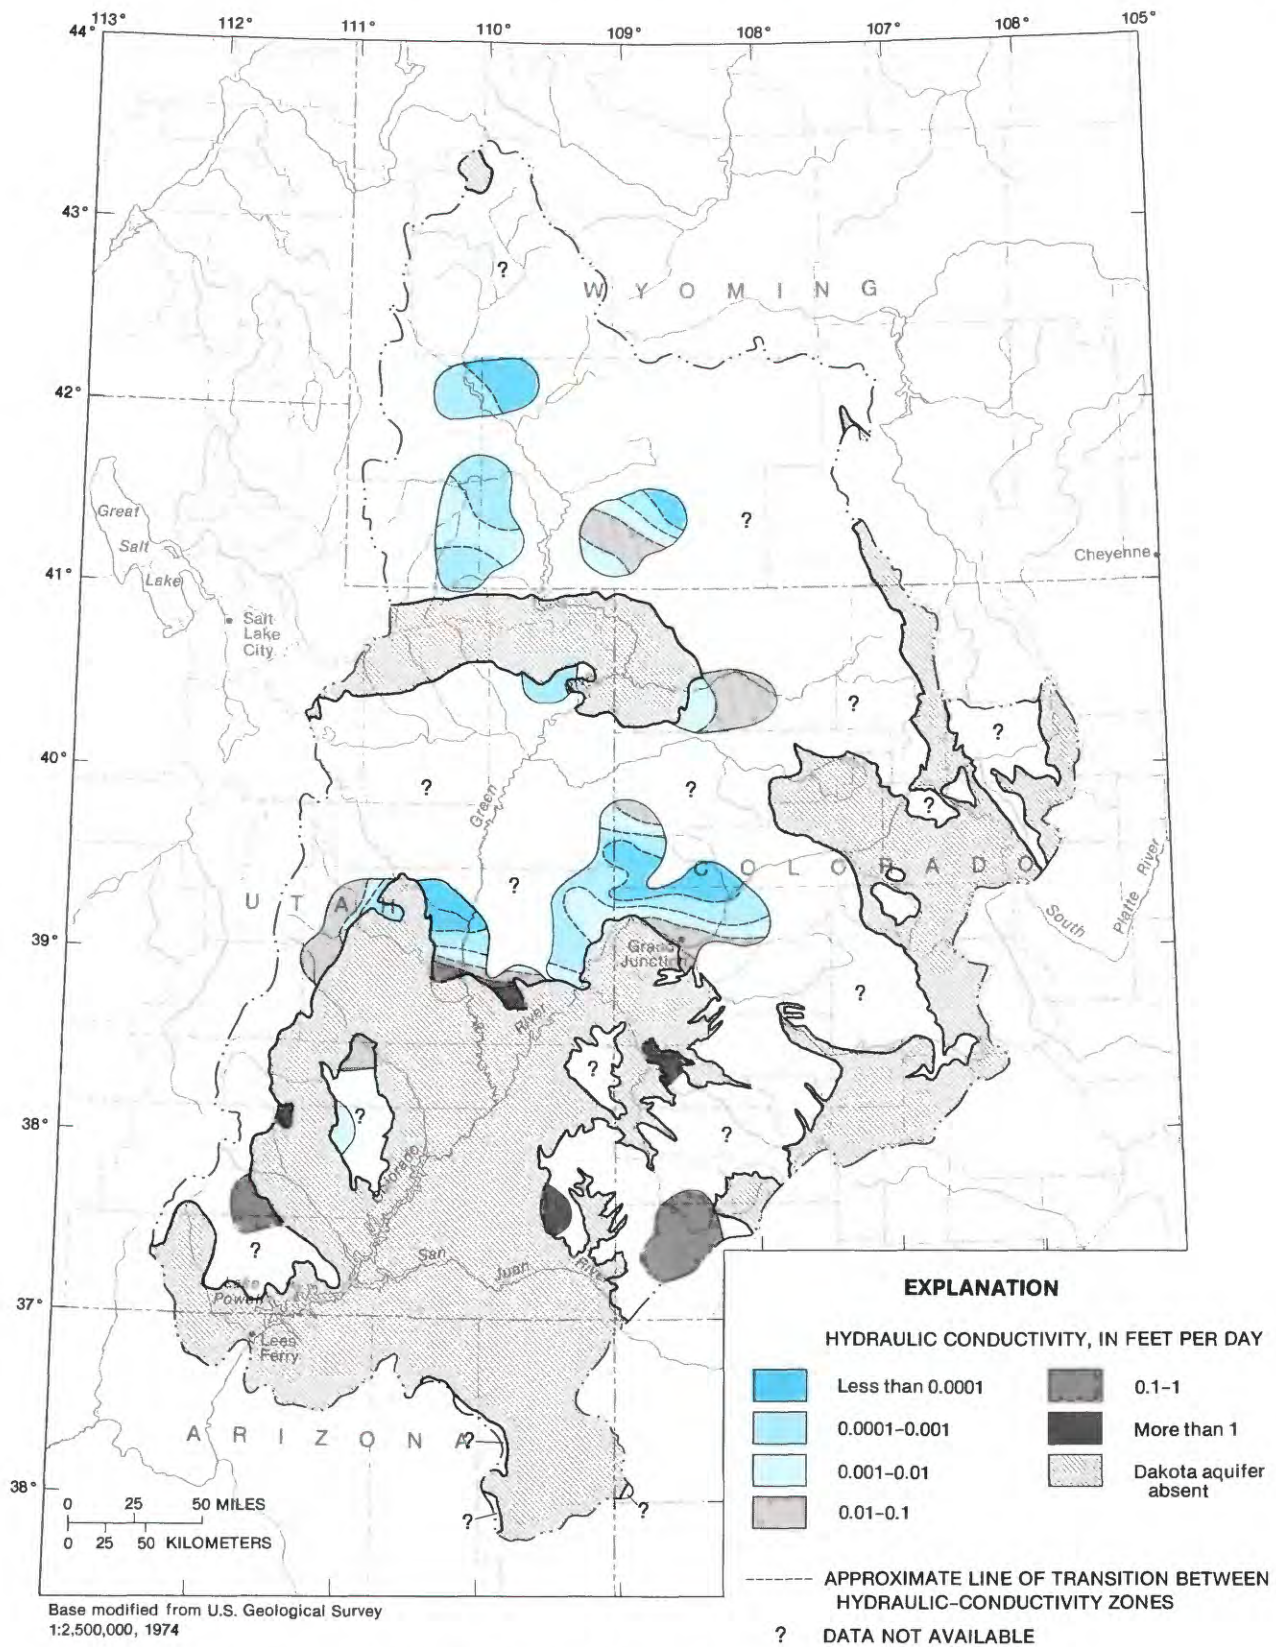 113°
112°
111°
110°
109°
108°
107°
108°
105°
44°
43°
?
W Y O M I N G
42°
Great
Salt
Lake
?
Cheyenne
41°
Salt
Lake
City
?
?
40°
?
?
?
Green
?
C O L O R A D O
U T A H
South
Platte River
39°
Grand
Junction
?
River
?
?
38°
?
Colorado
?
San
Juan
River
Lake
Powell
37°
Lees
Ferry
A R I Z O N A
?
38°
?
?
0 25 50 MILES
0 25 50 KILOMETERS
Base modified from U.S. Geological Survey
1:2,500,000, 1974
EXPLANATION
HYDRAULIC CONDUCTIVITY, IN FEET PER DAY
Less than 0.0001
0.0001-0.001
0.001-0.01
0.01-0.1
0.1-1
More than 1
Dakota aquifer
absent
APPROXIMATE LINE OF TRANSITION BETWEEN
HYDRAULIC-CONDUCTIVITY ZONES
? DATA NOT AVAILABLE